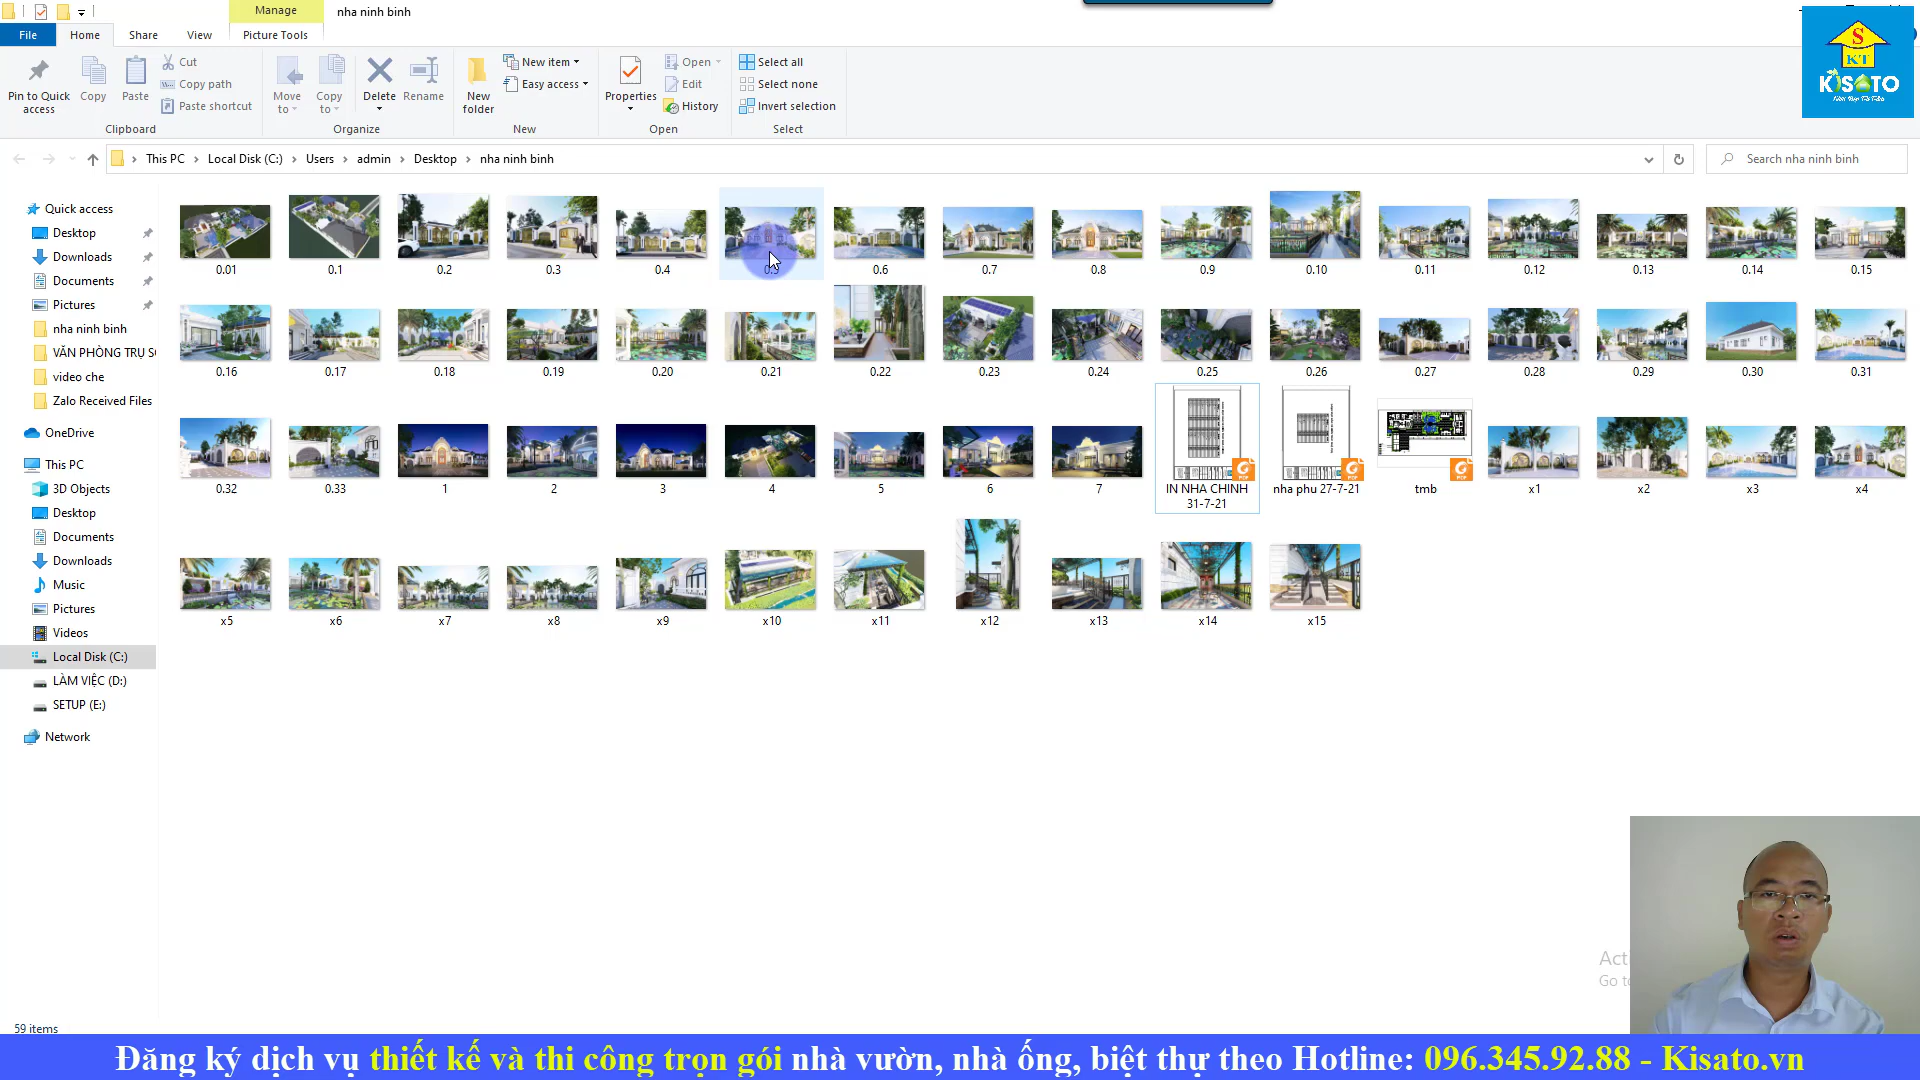 Manage
nha ninh binh
File
Home
Share
View
Picture Tools
Pin to Quick access
Copy
Paste
Cut
Copy path
Paste shortcut
Clipboard
Move to
Copy to
Delete
Rename
Organize
New folder
New item
Easy access
New
Properties
Open
Edit
History
Open
Select all
Select none
Invert selection
Select
S
KT
KISATO
This PC
Local Disk (C:)
Users
admin
Desktop
nha ninh binh
Search nha ninh binh
Quick access
Desktop
Downloads
Documents
Pictures
nha ninh binh
VĂN PHÒNG TRỤ SỞ
video che
Zalo Received Files
OneDrive
This PC
3D Objects
Desktop
Documents
Downloads
Music
Pictures
Videos
Local Disk (C:)
LÀM VIỆC (D:)
SETUP (E:)
Network
0.01 0.1 0.2 0.3 0.4 0.5 0.6 0.7 0.8 0.9 0.10 0.11 0.12 0.13 0.14 0.15
0.16 0.17 0.18 0.19 0.20 0.21 0.22 0.23 0.24 0.25 0.26 0.27 0.28 0.29 0.30 0.31
0.32 0.33 1 2 3 4 5 6 7 IN NHA CHINH nha phu 27-7-21 tmb x1 x2 x3 x4
31-7-21
x5 x6 x7 x8 x9 x10 x11 x12 x13 x14 x15
59 items
Đăng ký dịch vụ thiết kế và thi công trọn gói nhà vườn, nhà ống, biệt thự theo Hotline: 096.345.92.88 - Kisato.vn